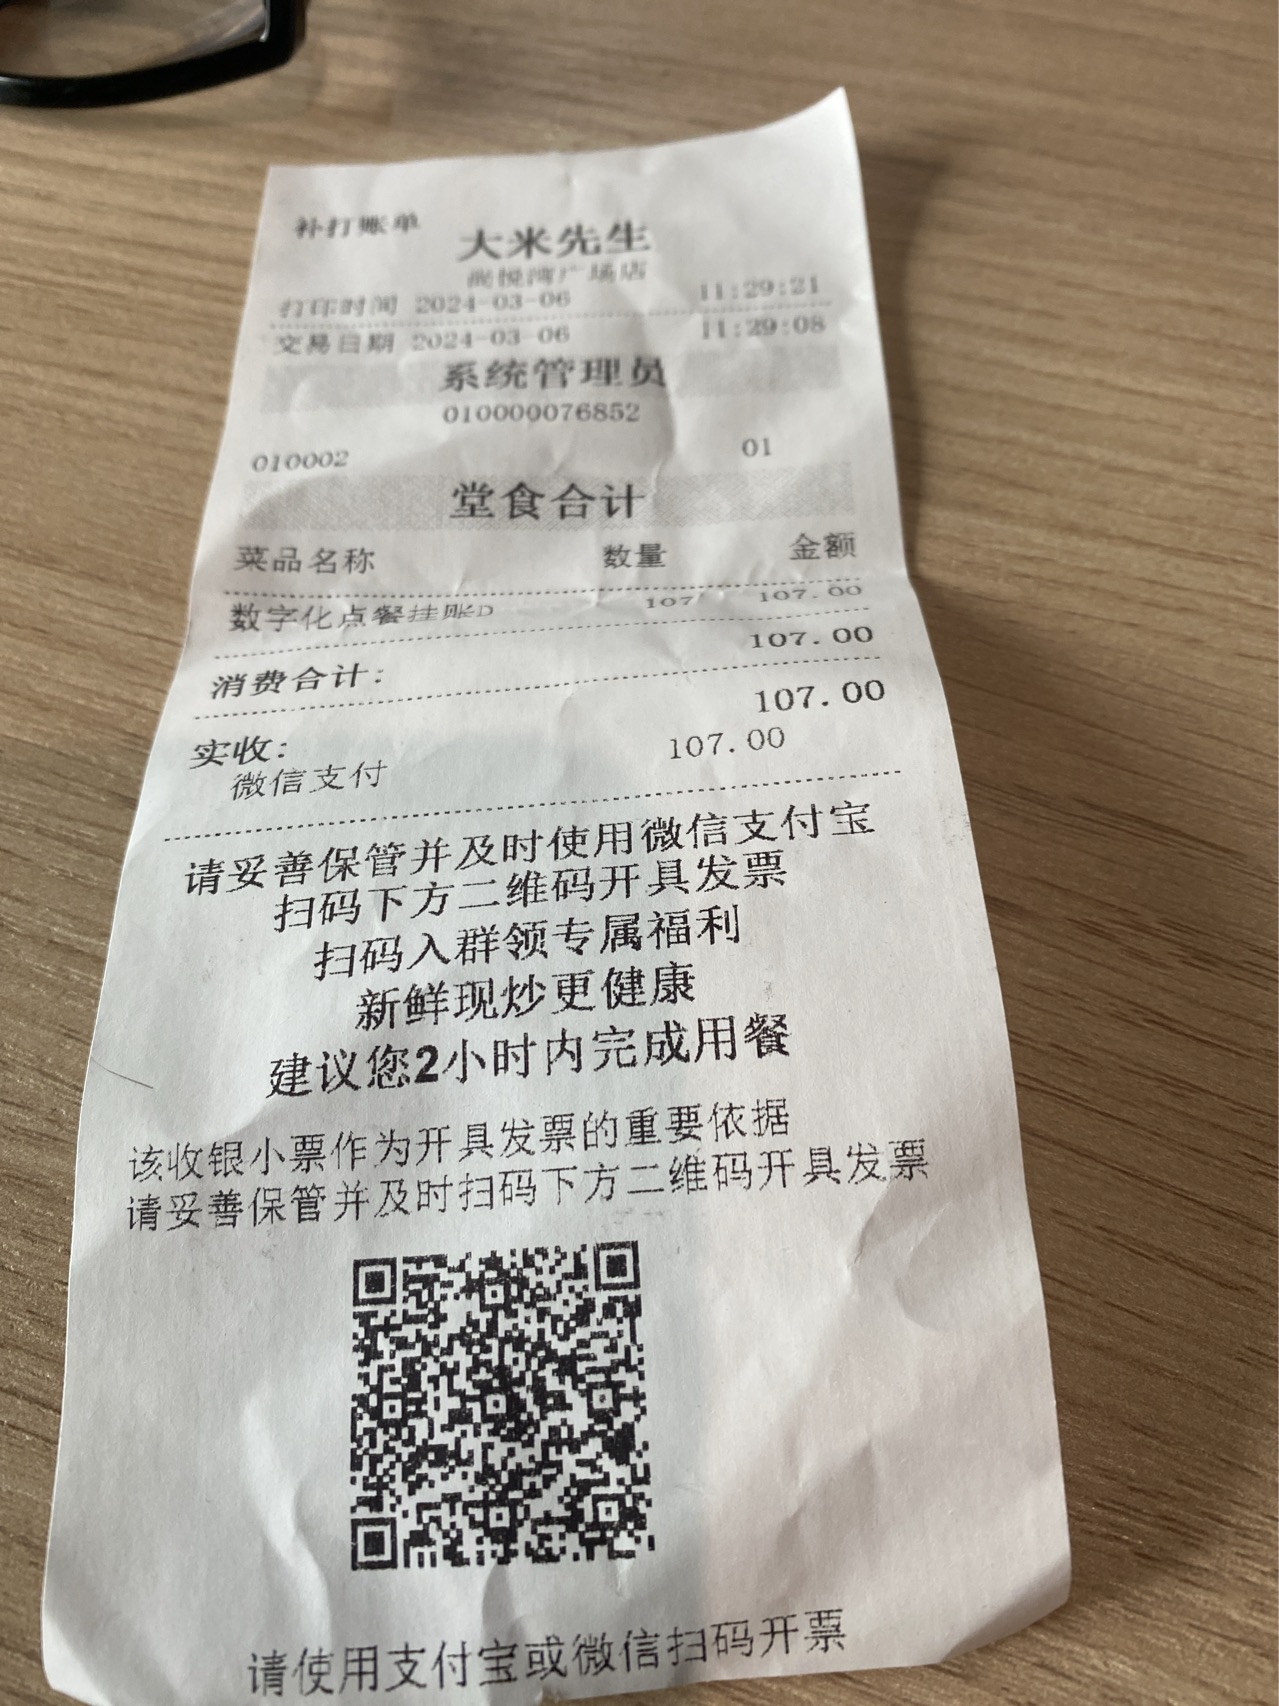 补打账单
大米先生
尚悦湾广场店
打印时间 2024-03-06 11:29:21
交易日期 2024-03-06 11:29:08
系统管理员
010000076852
010002 01
堂食合计
菜品名称 数量 金额
数字化点餐挂账D 107 107.00
107.00
消费合计:
107.00
实收:
107.00
微信支付
请妥善保管并及时使用微信支付宝
扫码下方二维码开具发票
扫码入群领专属福利
新鲜现炒更健康
建议您2小时内完成用餐
该收银小票作为开具发票的重要依据
请妥善保管并及时扫码下方二维码开具发票
请使用支付宝或微信扫码开票